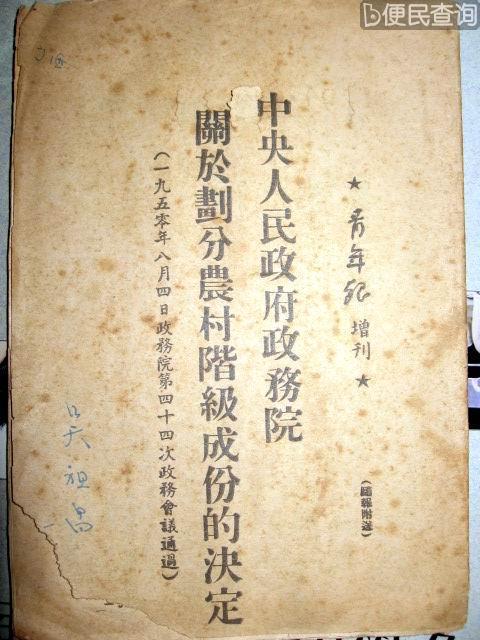 便民查询
★ 青年報 增刊 ★
(隨報附送)
中央人民政府政務院
關於劃分農村階級成份的決定
(一九五零年八月四日政務院第四十四次政務會議通過)
吴祖昌